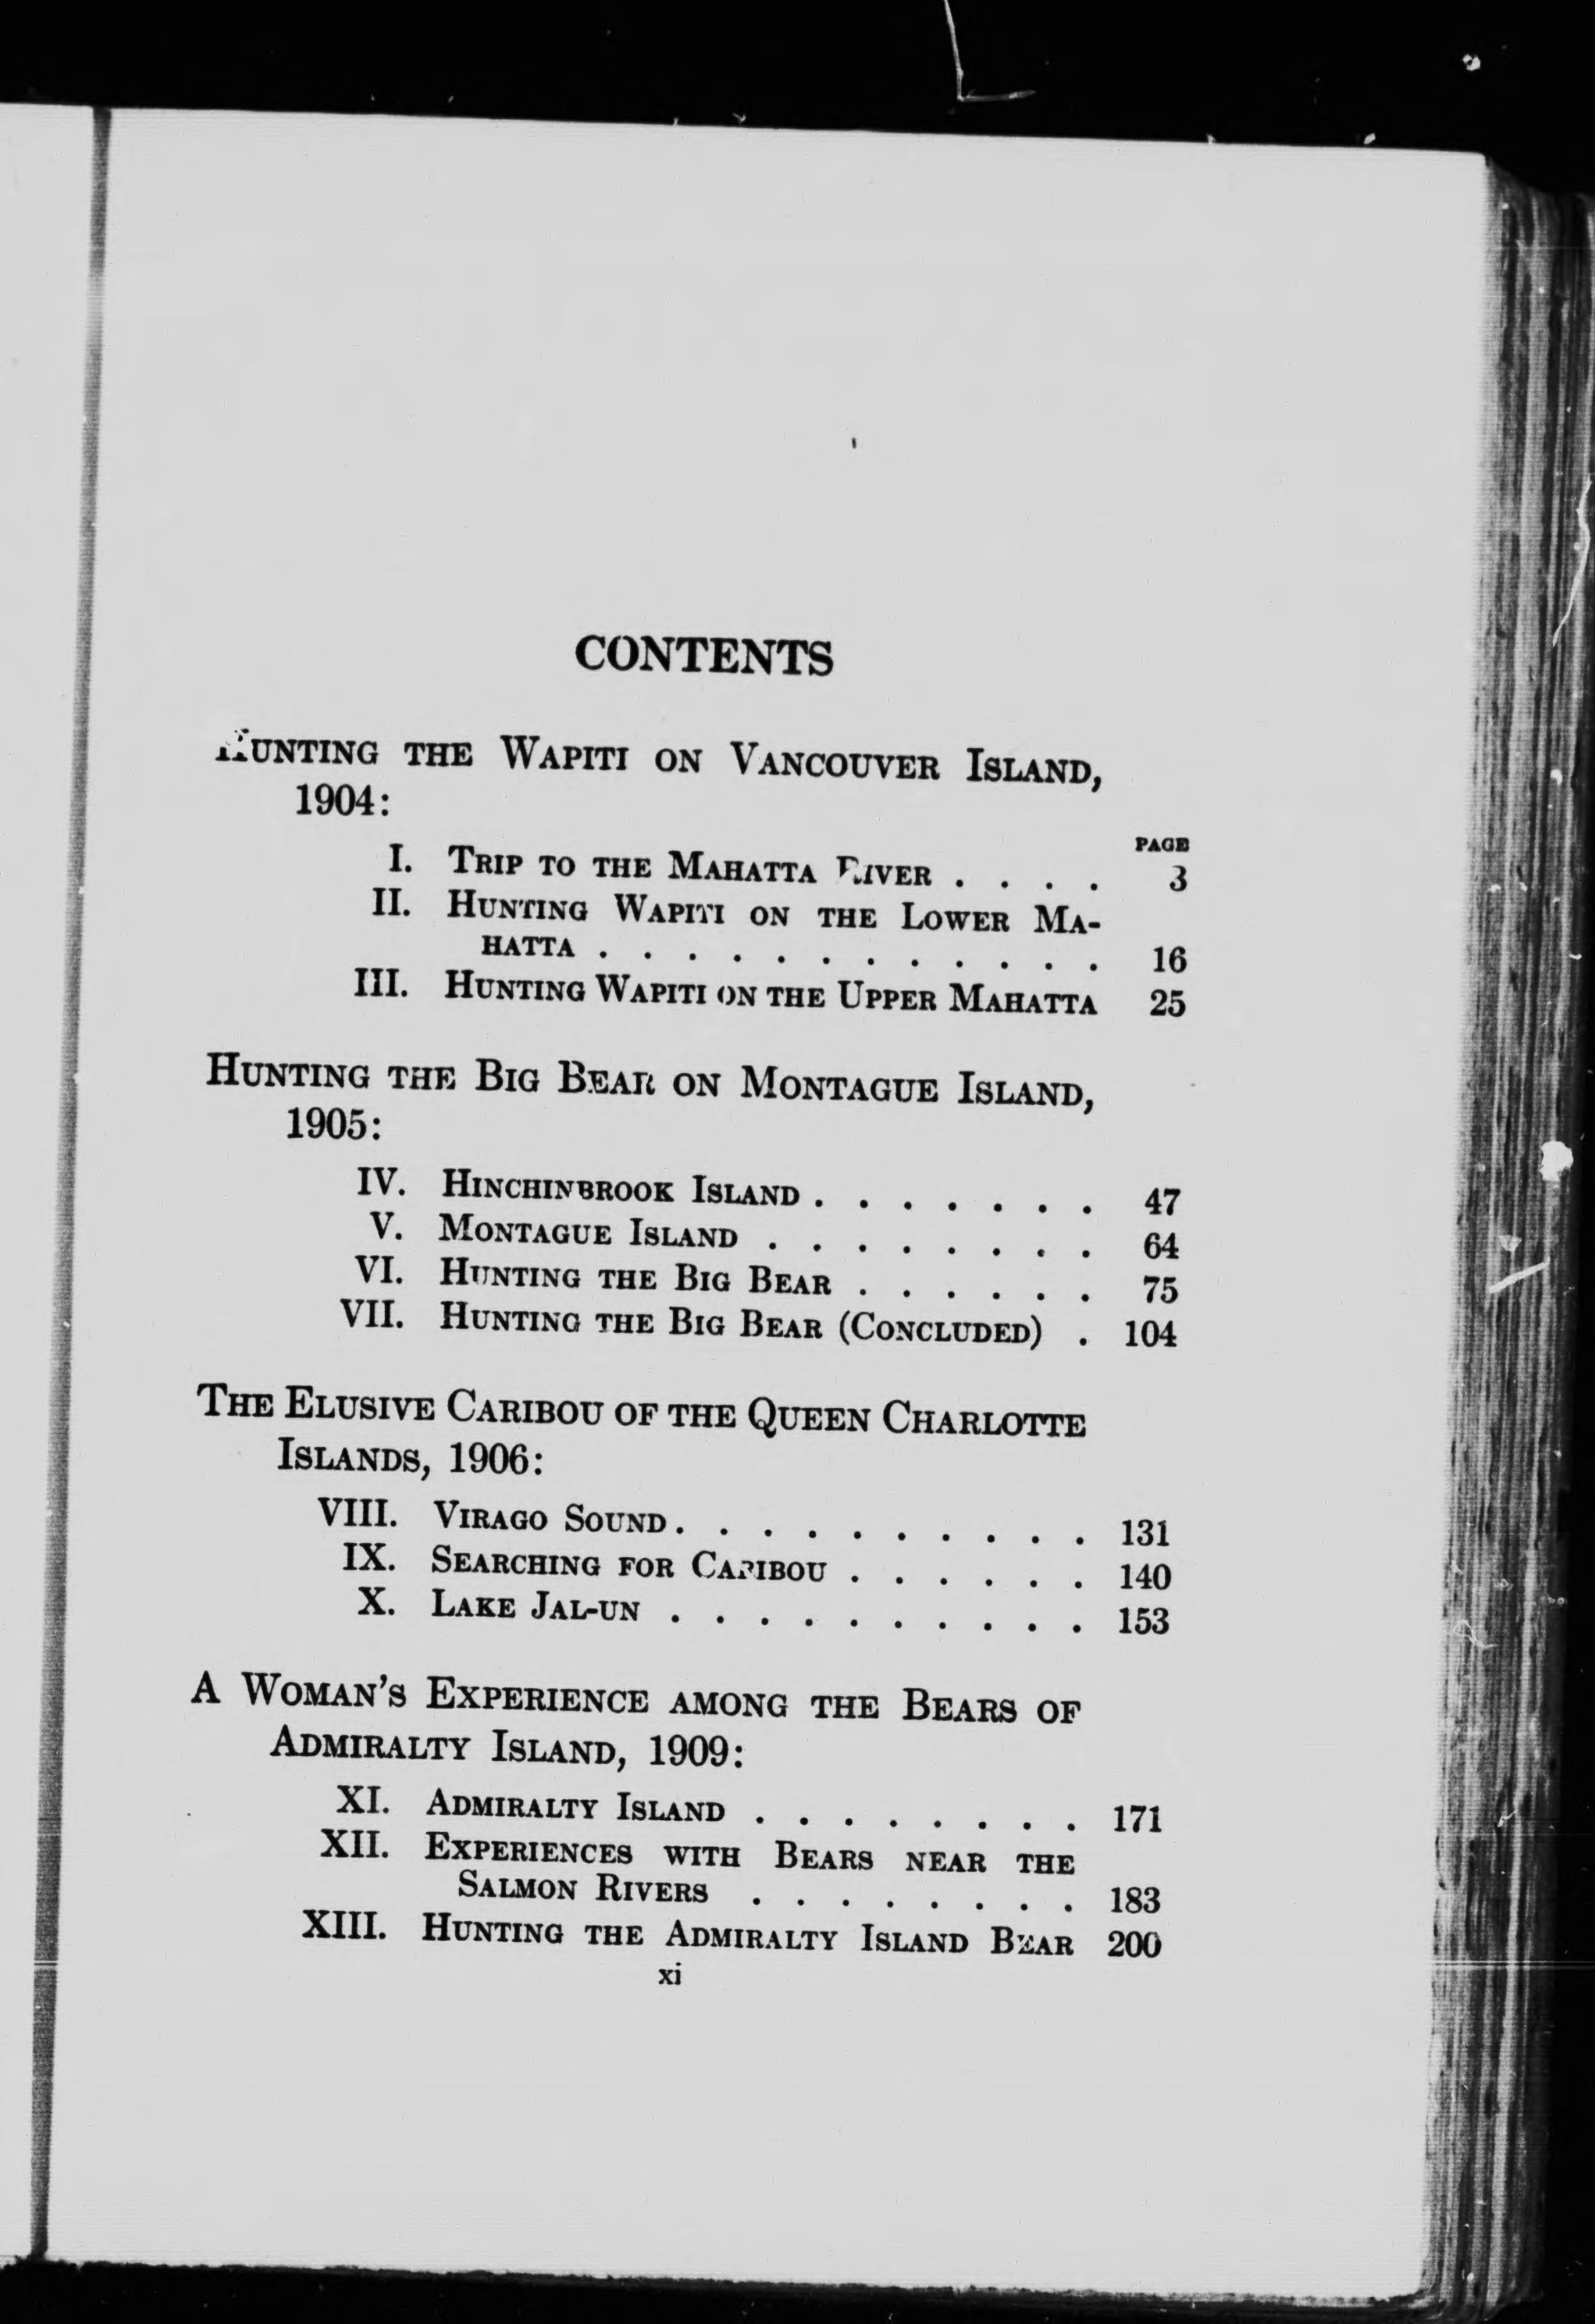 CONTENTS
Hunting the Wapiti on Vancouver Island,
1904:
PAGE
I. Trip to the Mahatta River . . . . 3
II. Hunting Wapiti on the Lower Ma-
hatta . . . . . . . . . . . . 16
III. Hunting Wapiti on the Upper Mahatta 25
Hunting the Big Bear on Montague Island,
1905:
IV. Hinchinbrook Island . . . . . . . 47
V. Montague Island . . . . . . . . 64
VI. Hunting the Big Bear . . . . . . 75
VII. Hunting the Big Bear (Concluded) . 104
The Elusive Caribou of the Queen Charlotte
Islands, 1906:
VIII. Virago Sound . . . . . . . . . . 131
IX. Searching for Caribou . . . . . . 140
X. Lake Jal-un . . . . . . . . . . 153
A Woman's Experience among the Bears of
Admiralty Island, 1909:
XI. Admiralty Island . . . . . . . . 171
XII. Experiences with Bears near the
Salmon Rivers . . . . . . . . 183
XIII. Hunting the Admiralty Island Bear 200
xi